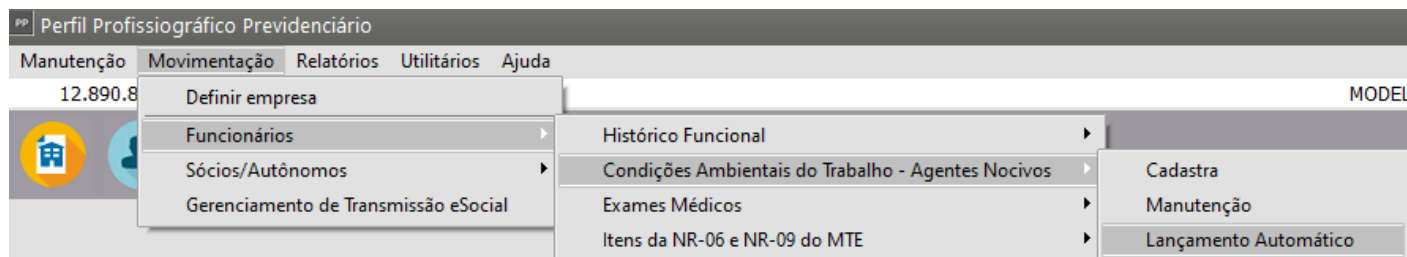 PP Perfil Profissiográfico Previdenciário
Manutenção Movimentação Relatórios Utilitários Ajuda
12.890.8 MODEL
Definir empresa
Funcionários Histórico Funcional
Condições Ambientais do Trabalho - Agentes Nocivos Cadastra
Sócios/Autônomos
Gerenciamento de Transmissão eSocial Exames Médicos Manutenção
Itens da NR-06 e NR-09 do MTE Lançamento Automático